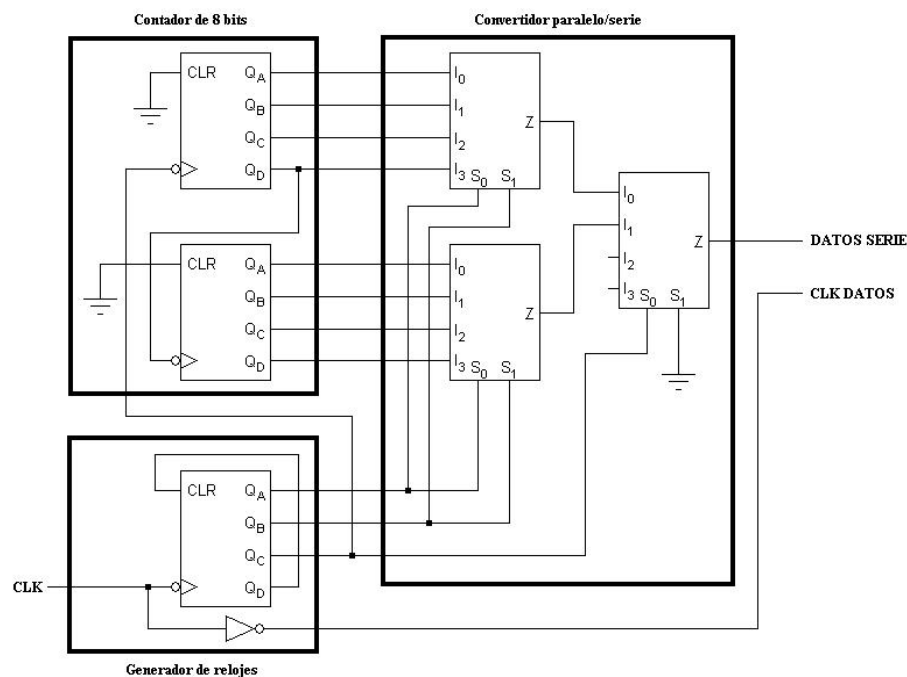 Contador de 8 bits
Convertidor paralelo/serie
CLR QA
QB
QC
QD
I0
I1
I2
I3 S0 S1
Z
CLR QA
QB
QC
QD
I0
I1
I2
I3 S0 S1
Z
I0
I1
I2
I3 S0 S1
Z
DATOS SERIE
CLK DATOS
CLR QA
QB
QC
QD
CLK
Generador de relojes